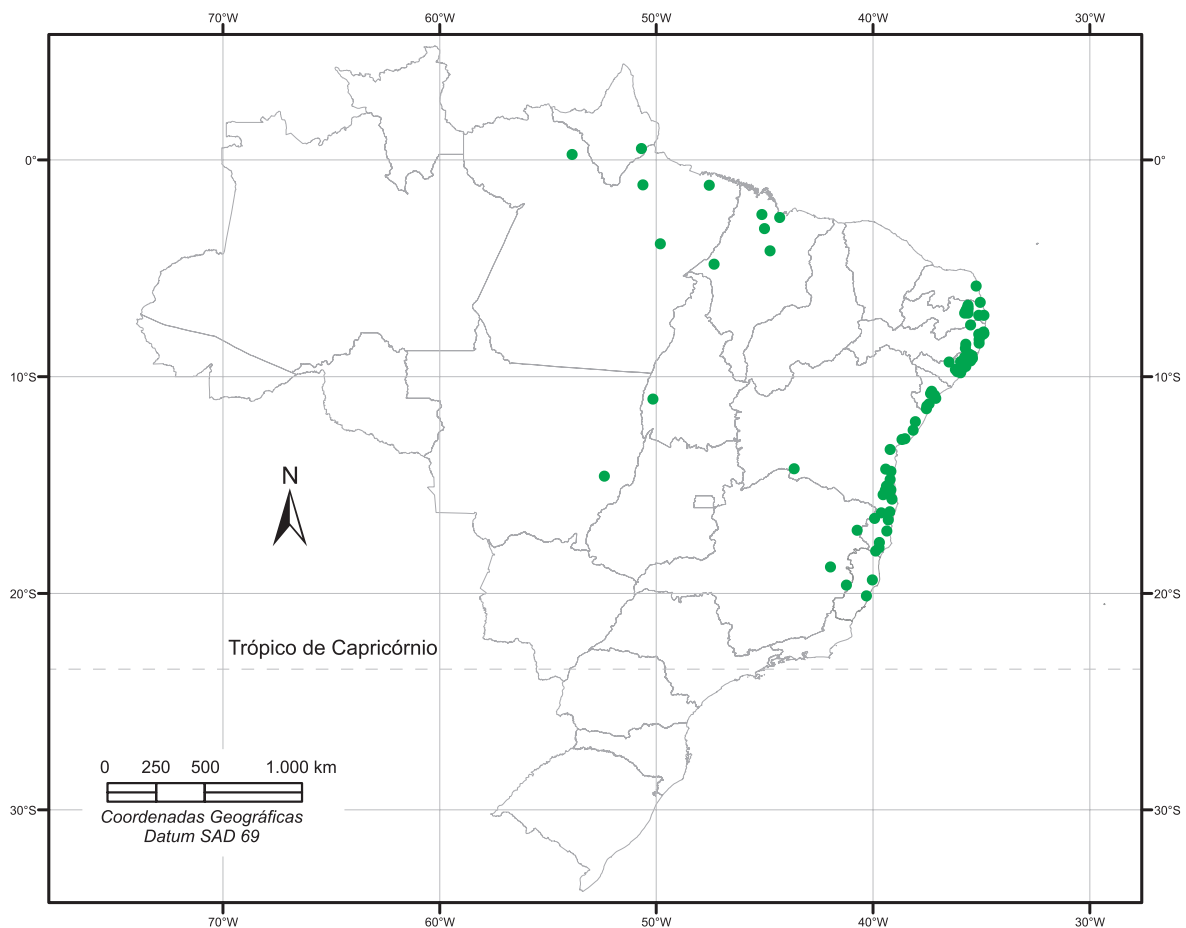 70°W 60°W 50°W 40°W 30°W
0° 0°
10°S 10°S
N
20°S 20°S
Trópico de Capricórnio
0 250 500 1.000 km
Coordenadas Geográficas
30°S 30°S
Datum SAD 69
70°W 60°W 50°W 40°W 30°W